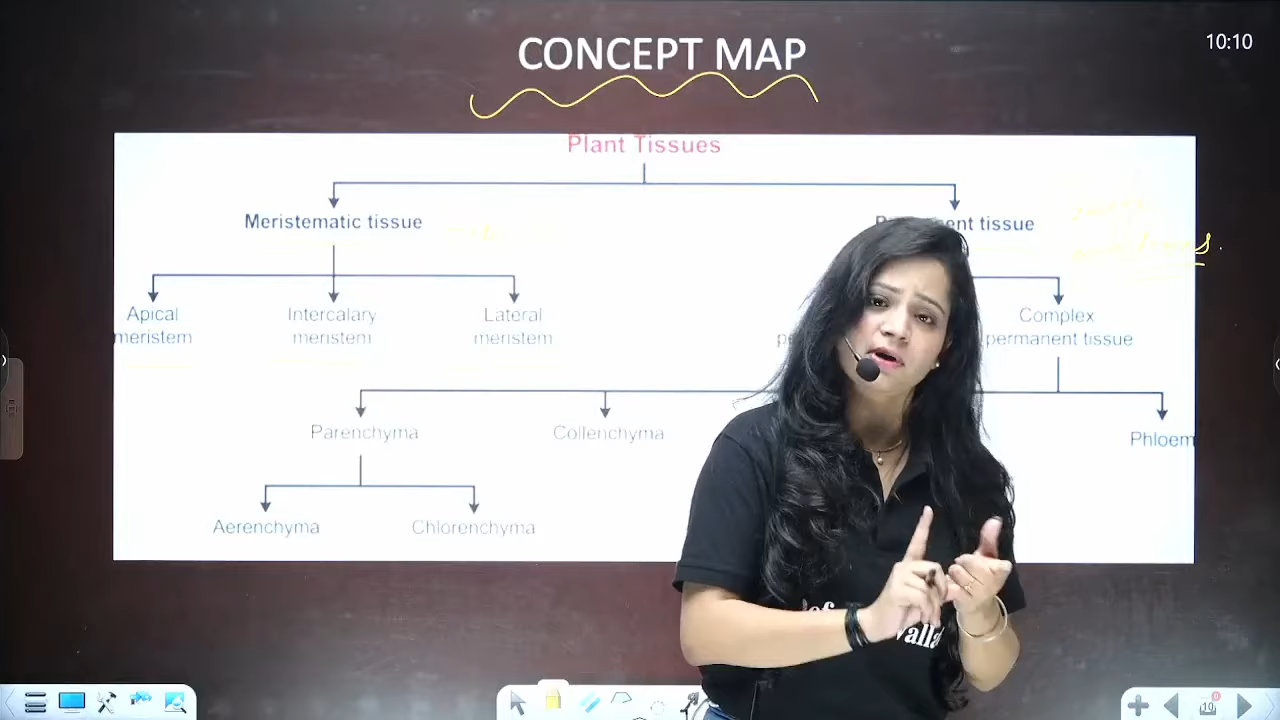 CONCEPT MAP
10:10
Plant Tissues
Meristematic tissue
tissue
Apical
meristem
Intercalary
meristem
Lateral
meristem
Complex
permanent tissue
Parenchyma
Collenchyma
Phloem
Aerenchyma
Chlorenchyma
10